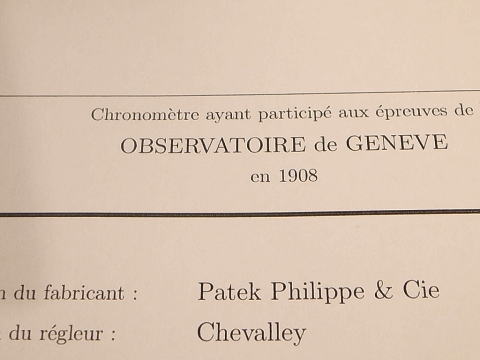 Chronomètre ayant participé aux épreuves de
OBSERVATOIRE de GENEVE
en 1908
du fabricant : Patek Philippe & Cie
du régleur : Chevalley